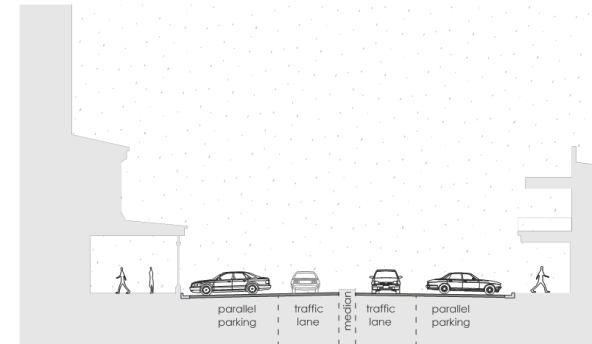 parallel
parking
traffic
lane
median
traffic
lane
parallel
parking